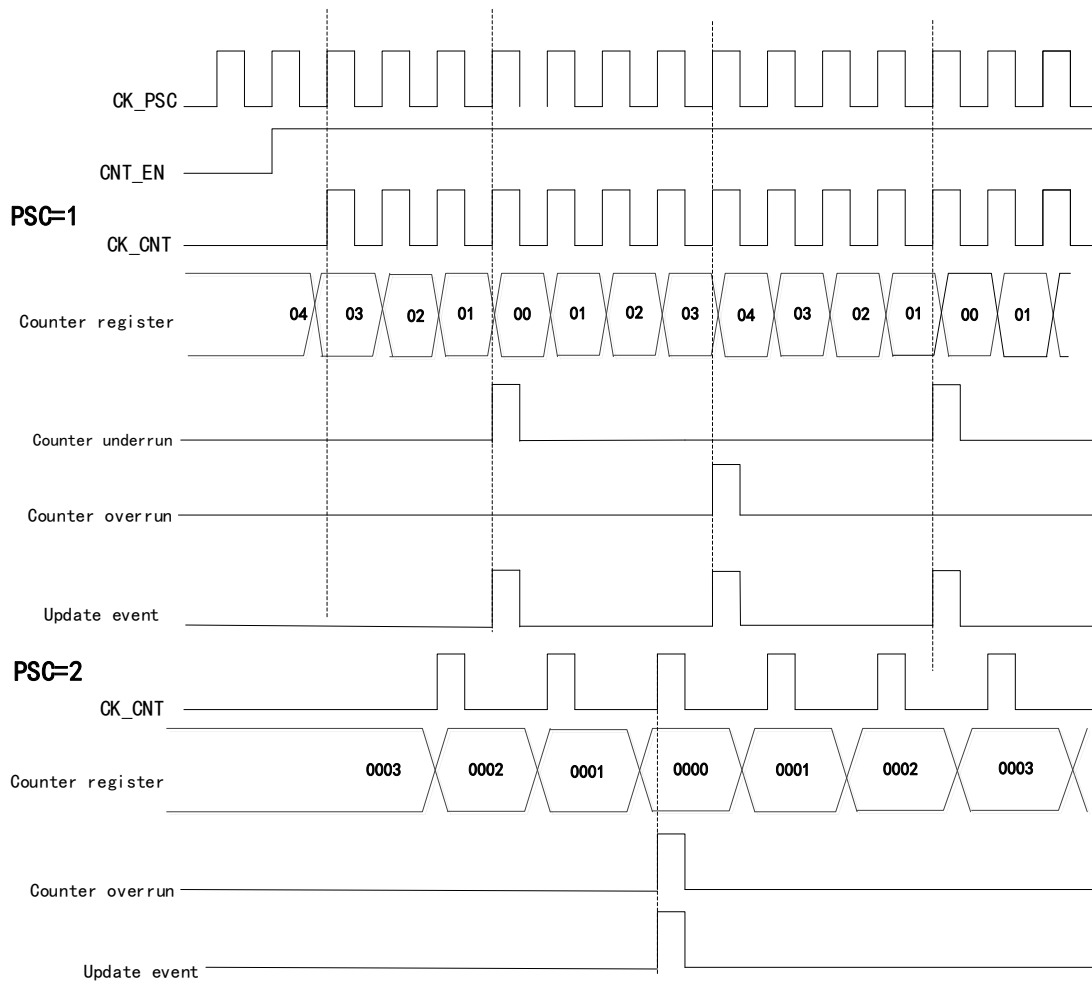 CK_PSC
CNT_EN
PSC=1
CK_CNT
Counter register 04 03 02 01 00 01 02 03 04 03 02 01 00 01
Counter underrun
Counter overrun
Update event
PSC=2
CK_CNT
Counter register 0003 0002 0001 0000 0001 0002 0003
Counter overrun
Update event